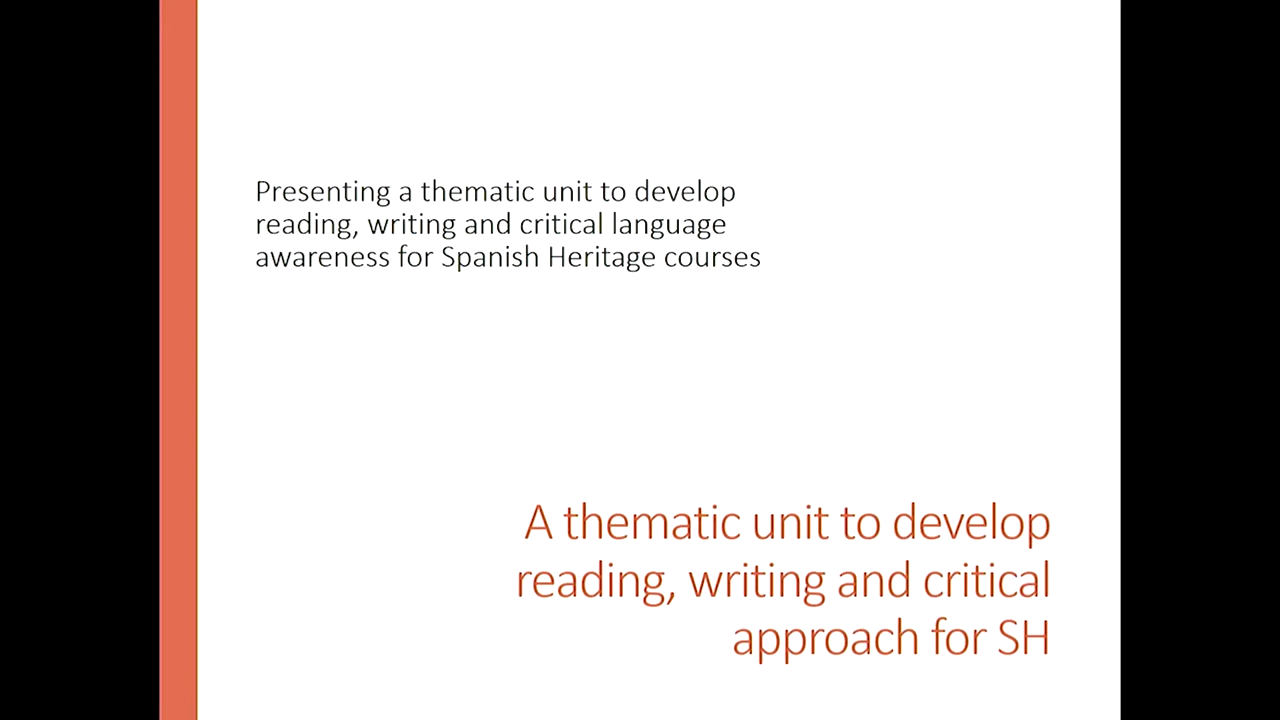 Presenting a thematic unit to develop
reading, writing and critical language
awareness for Spanish Heritage courses
A thematic unit to develop
reading, writing and critical
approach for SH